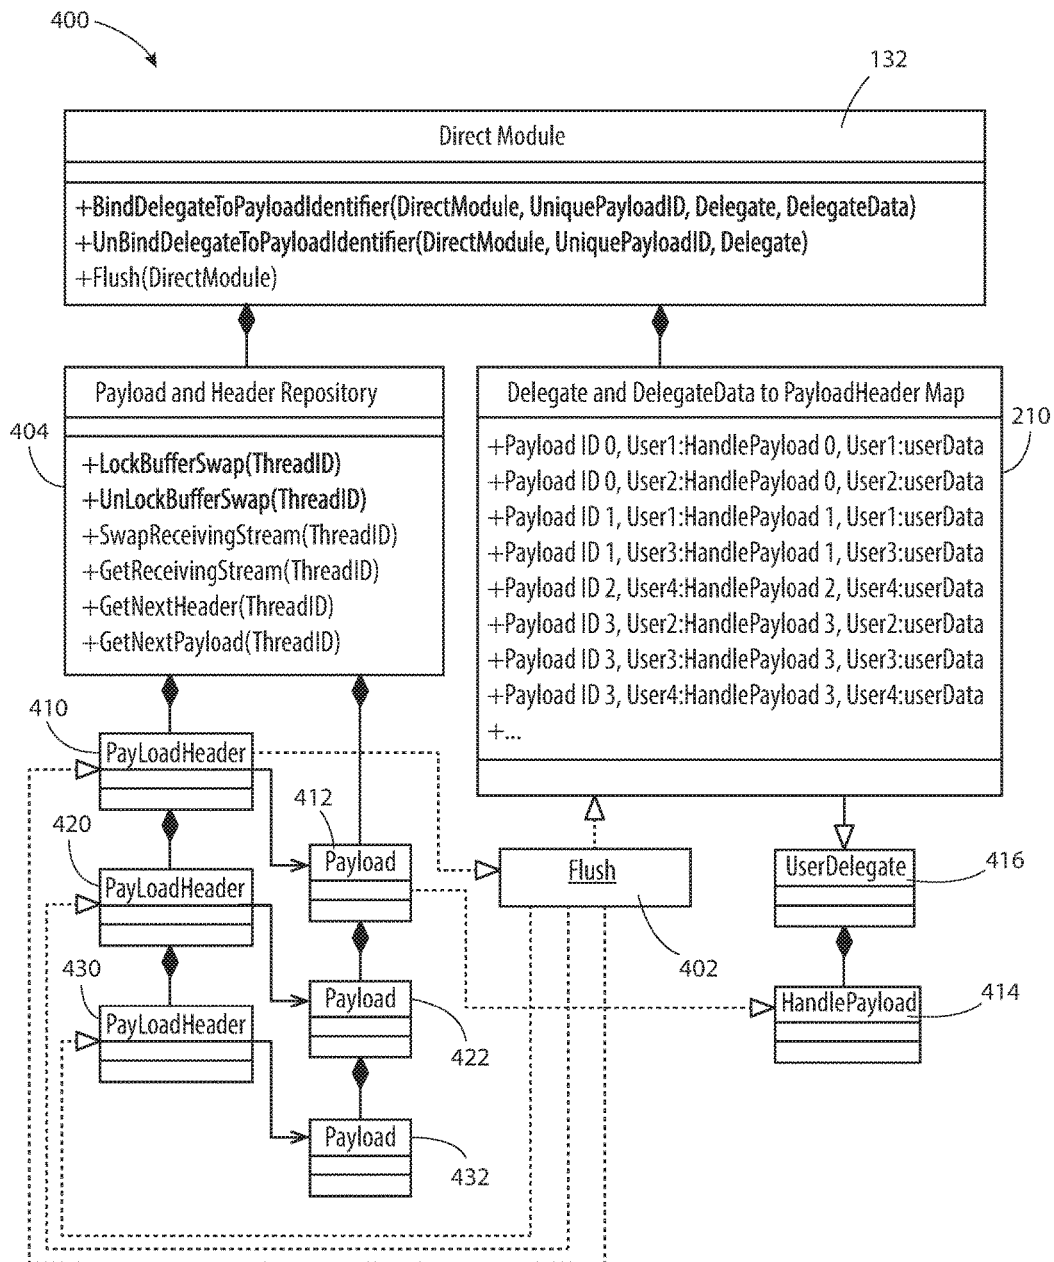 400
132
Direct Module
+BindDelegateToPayloadIdentifier(DirectModule, UniquePayloadID, Delegate, DelegateData)
+UnBindDelegateToPayloadIdentifier(DirectModule, UniquePayloadID, Delegate)
+Flush(DirectModule)
Payload and Header Repository
404
+LockBufferSwap(ThreadID)
+UnLockBufferSwap(ThreadID)
+SwapReceivingStream(ThreadID)
+GetReceivingStream(ThreadID)
+GetNextHeader(ThreadID)
+GetNextPayload(ThreadID)
Delegate and DelegateData to PayloadHeader Map
210
+Payload ID 0, User1:HandlePayload 0, User1:userData
+Payload ID 0, User2:HandlePayload 0, User2:userData
+Payload ID 1, User1:HandlePayload 1, User1:userData
+Payload ID 1, User3:HandlePayload 1, User3:userData
+Payload ID 2, User4:HandlePayload 2, User4:userData
+Payload ID 3, User2:HandlePayload 3, User2:userData
+Payload ID 3, User3:HandlePayload 3, User3:userData
+Payload ID 3, User4:HandlePayload 3, User4:userData
+...
410
PayLoadHeader
412
Payload
420
PayLoadHeader
Flush
402
UserDelegate
416
430
PayLoadHeader
Payload
422
HandlePayload
414
Payload
432